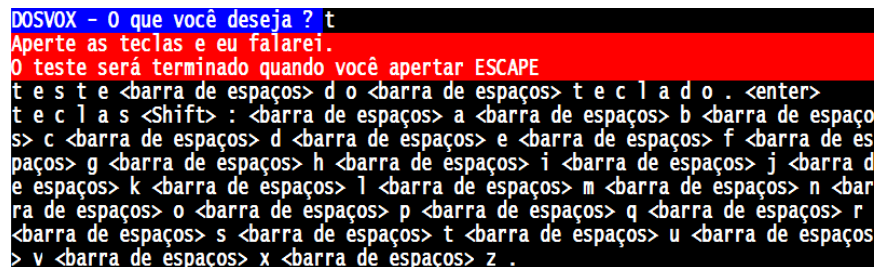 DOSVOX - O que você deseja ? t
Aperte as teclas e eu falarei.
O teste será terminado quando você apertar ESCAPE
t e s t e <barra de espaços> d o <barra de espaços> t e c l a d o . <enter>
t e c l a s <Shift> : <barra de espaços> a <barra de espaços> b <barra de espaço
s> c <barra de espaços> d <barra de espaços> e <barra de espaços> f <barra de es
paços> g <barra de espaços> h <barra de espaços> i <barra de espaços> j <barra d
e espaços> k <barra de espaços> l <barra de espaços> m <barra de espaços> n <bar
ra de espaços> o <barra de espaços> p <barra de espaços> q <barra de espaços> r
<barra de espaços> s <barra de espaços> t <barra de espaços> u <barra de espaços
> v <barra de espaços> x <barra de espaços> z .